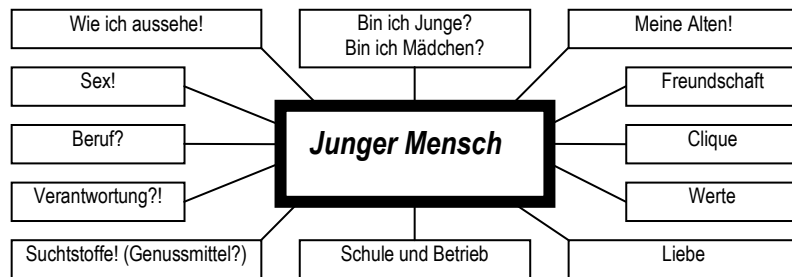 Wie ich aussehe!
Bin ich Junge?
Bin ich Mädchen?
Meine Alten!
Sex!
Freundschaft
Beruf?
Junger Mensch
Clique
Verantwortung?!
Werte
Suchtstoffe! (Genussmittel?)
Schule und Betrieb
Liebe